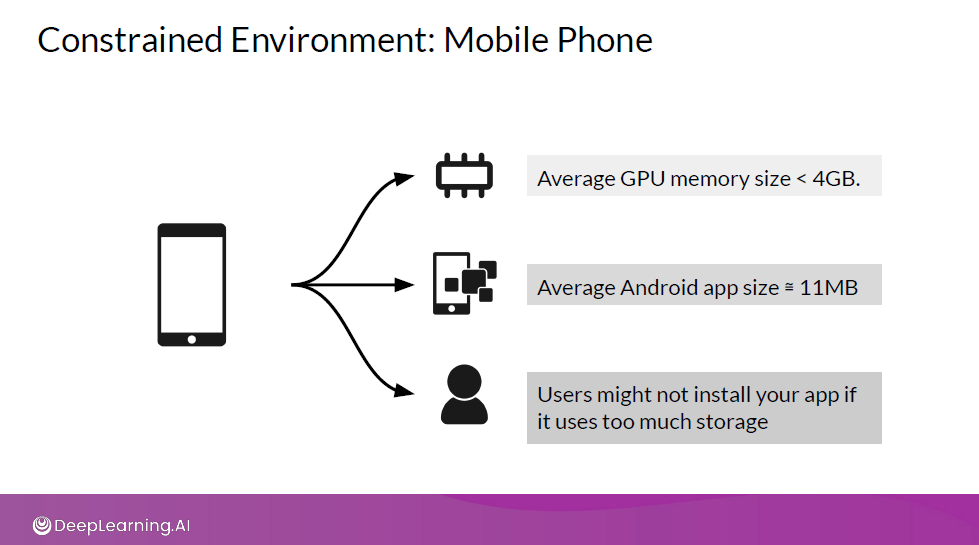 Constrained Environment: Mobile Phone
Average GPU memory size < 4GB.
Average Android app size ≅ 11MB
Users might not install your app if
it uses too much storage
DeepLearning.AI